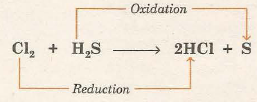 Oxidation
Cl₂ + H₂S ⟶ 2HCl + S
Reduction